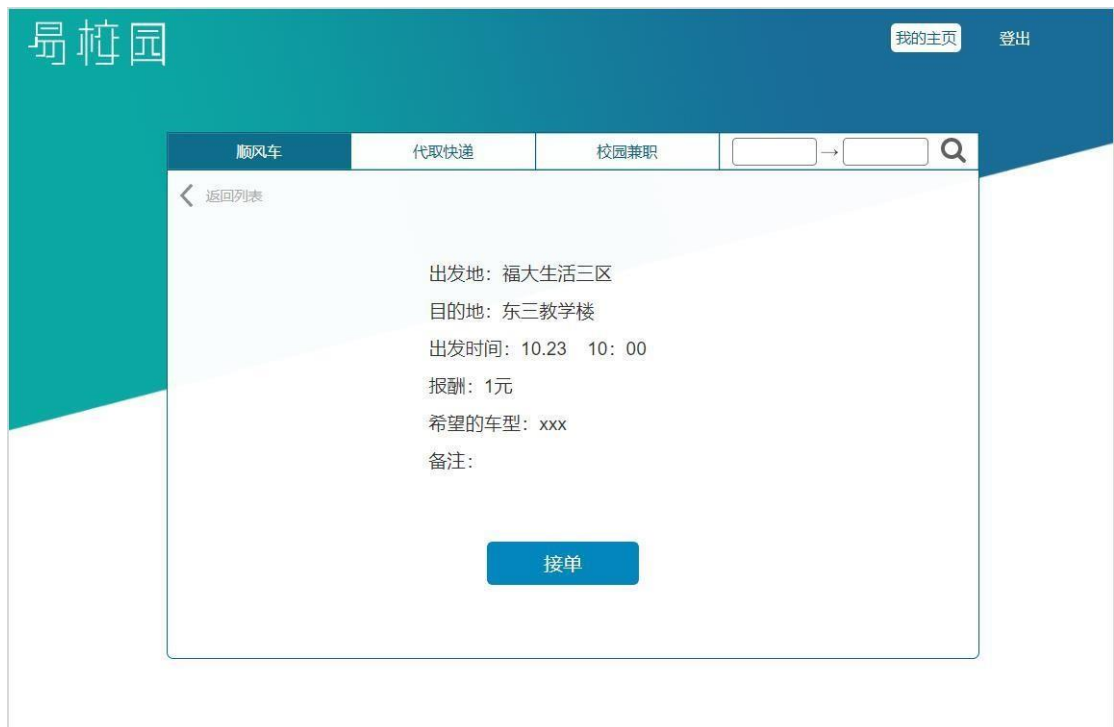 易校园
我的主页 登出
顺风车 代取快递 校园兼职 →
返回列表
出发地：福大生活三区
目的地：东三教学楼
出发时间：10.23 10：00
报酬：1元
希望的车型：xxx
备注：
接单